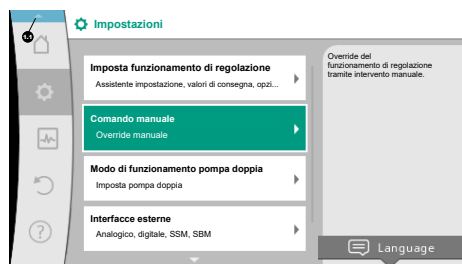 1.1
Impostazioni
Imposta funzionamento di regolazione
Assistente impostazione, valori di consegna, opzi...
Comando manuale
Override manuale
Modo di funzionamento pompa doppia
Imposta pompa doppia
Interfacce esterne
Analogico, digitale, SSM, SBM
Override del
funzionamento di regolazione
tramite intervento manuale.
?
Language